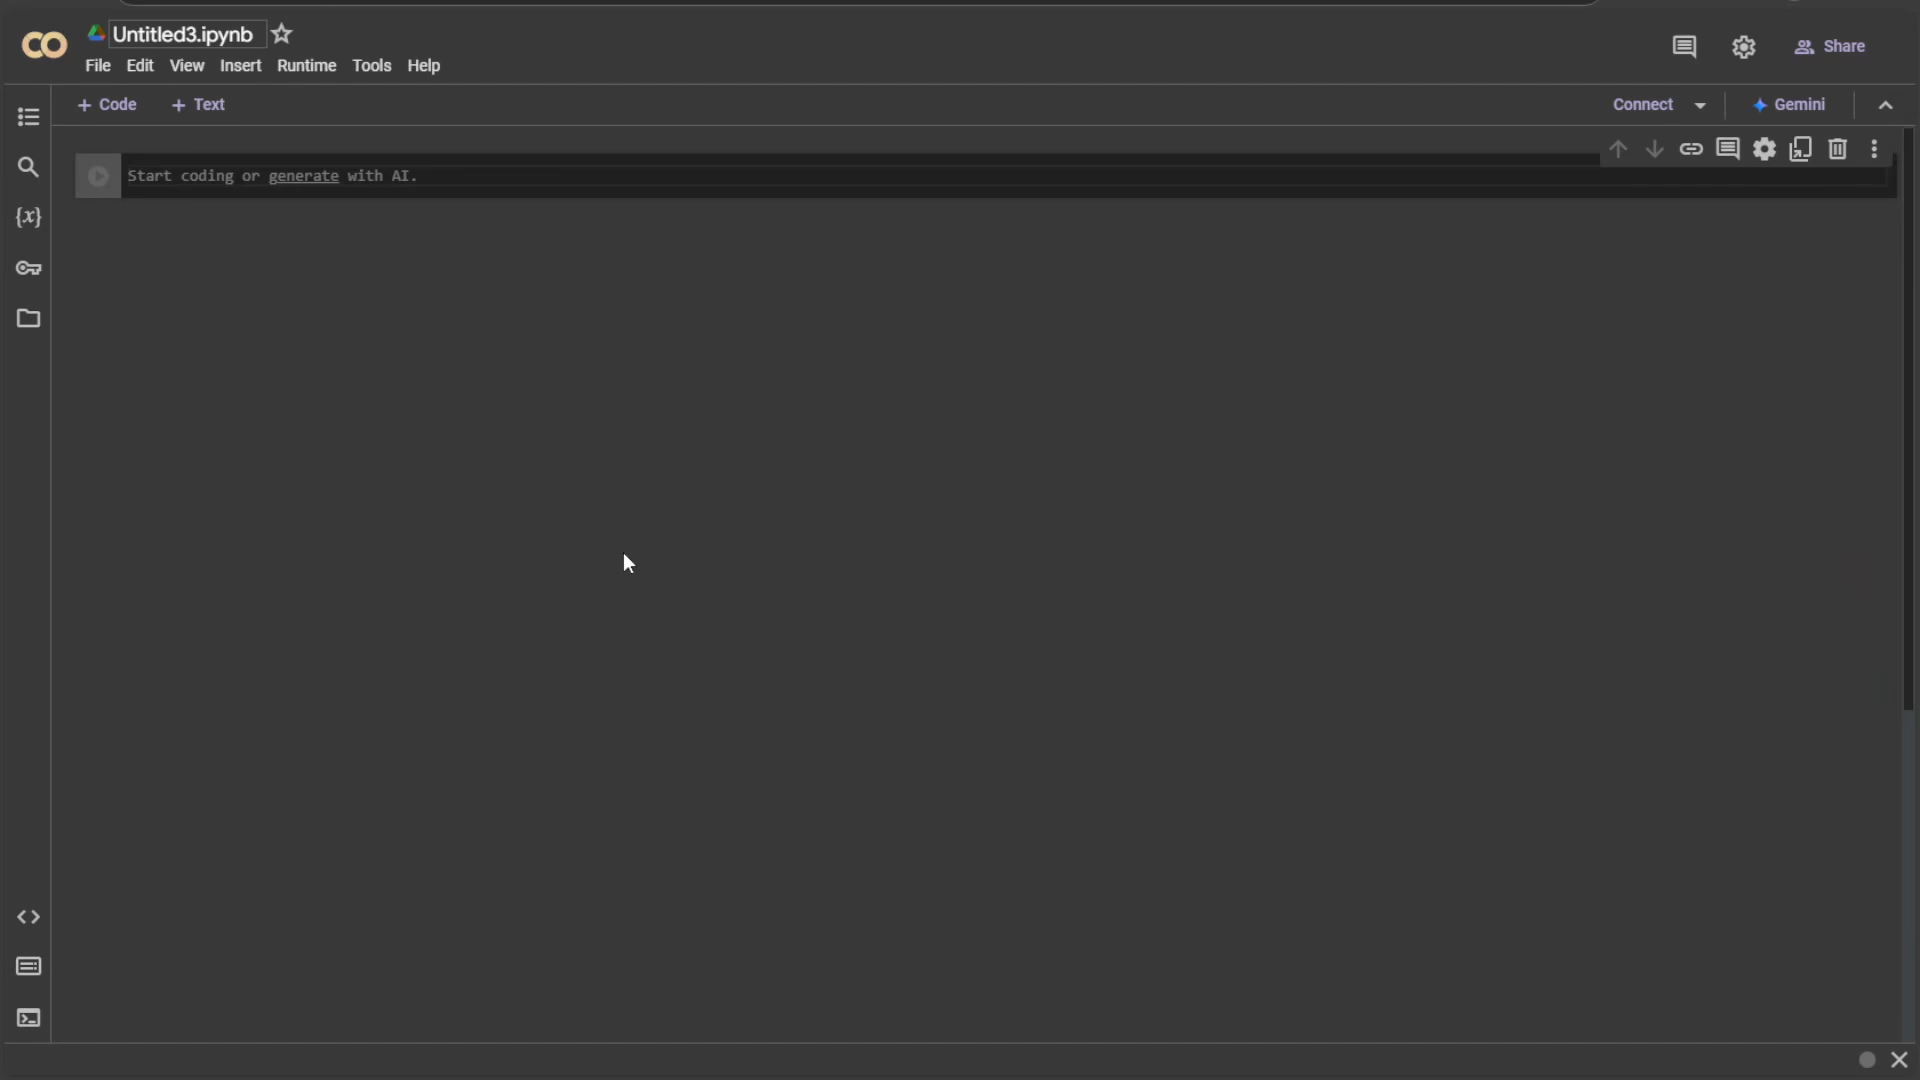 Untitled3.ipynb
File Edit View Insert Runtime Tools Help
Share
+ Code + Text
Connect
Gemini
{x}
Start coding or generate with AI.